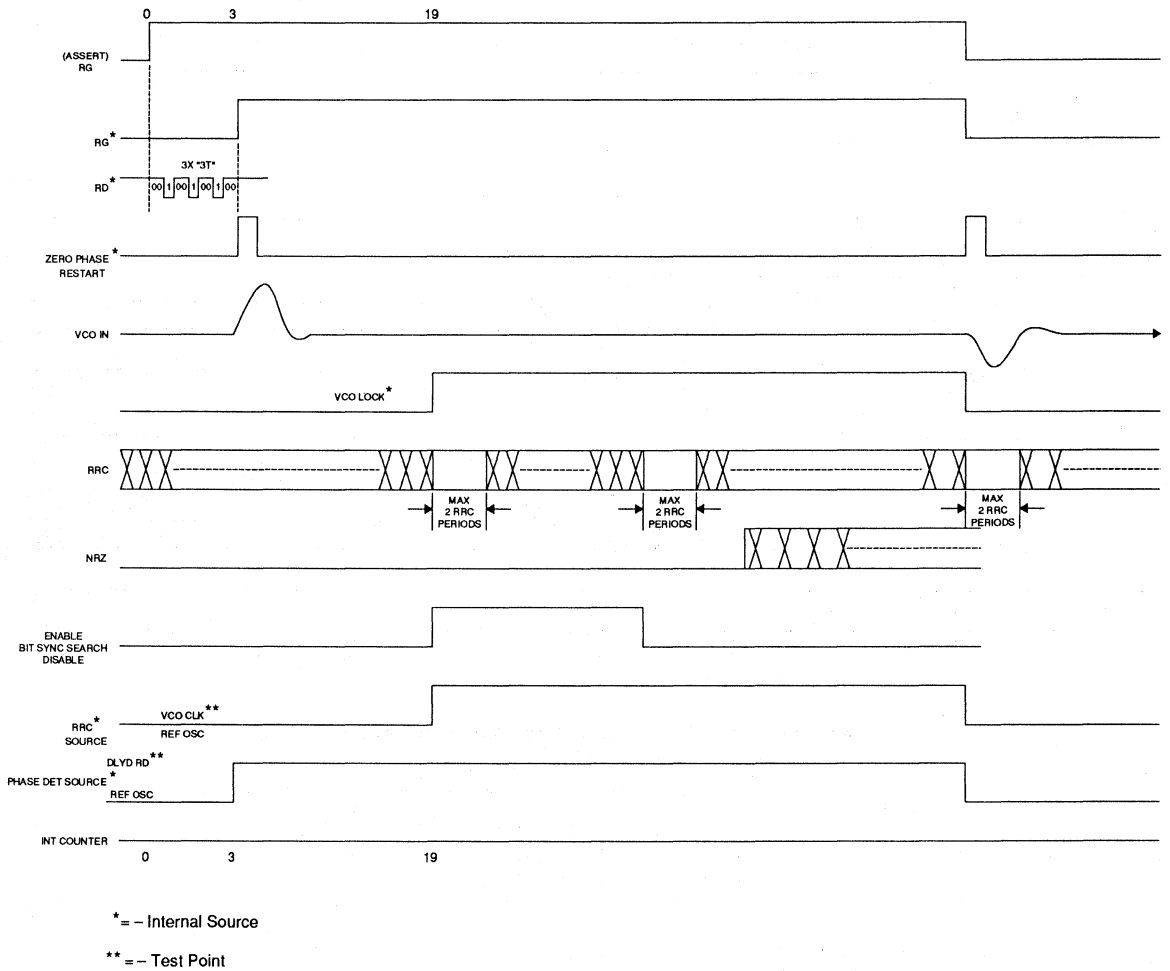 0 3 19
(ASSERT)
RG
RG*
3X "3T"
RD*
00 1 00 1 00 1 00
ZERO PHASE*
RESTART
VCO IN
VCO LOCK*
RRC
MAX
2 RRC
PERIODS
MAX
2 RRC
PERIODS
MAX
2 RRC
PERIODS
NRZ
ENABLE
BIT SYNC SEARCH
DISABLE
VCO CLK**
RRC*
SOURCE
REF OSC
DLYD RD**
PHASE DET SOURCE*
REF OSC
INT COUNTER
0 3 19
*= – Internal Source
** = – Test Point